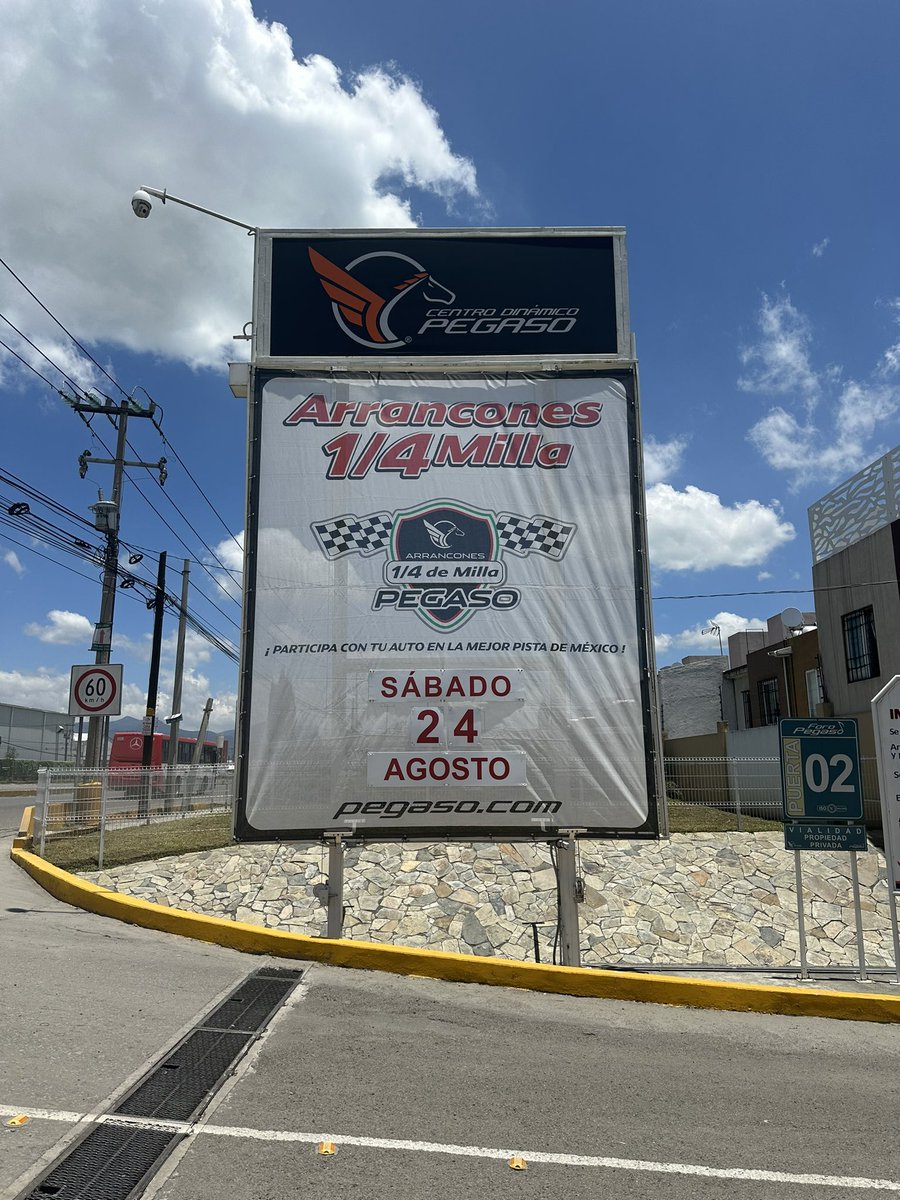 CENTRO DINÁMICO
PEGASO
Arrancones
1/4 Milla
ARRANCONES
1/4 de Milla
PEGASO
¡ PARTICIPA CON TU AUTO EN LA MEJOR PISTA DE MÉXICO !
SÁBADO
24
AGOSTO
pegaso.com
60
km/h
Foro
Pegaso
PUERTA
02
VIALIDAD
PROPIEDAD
PRIVADA